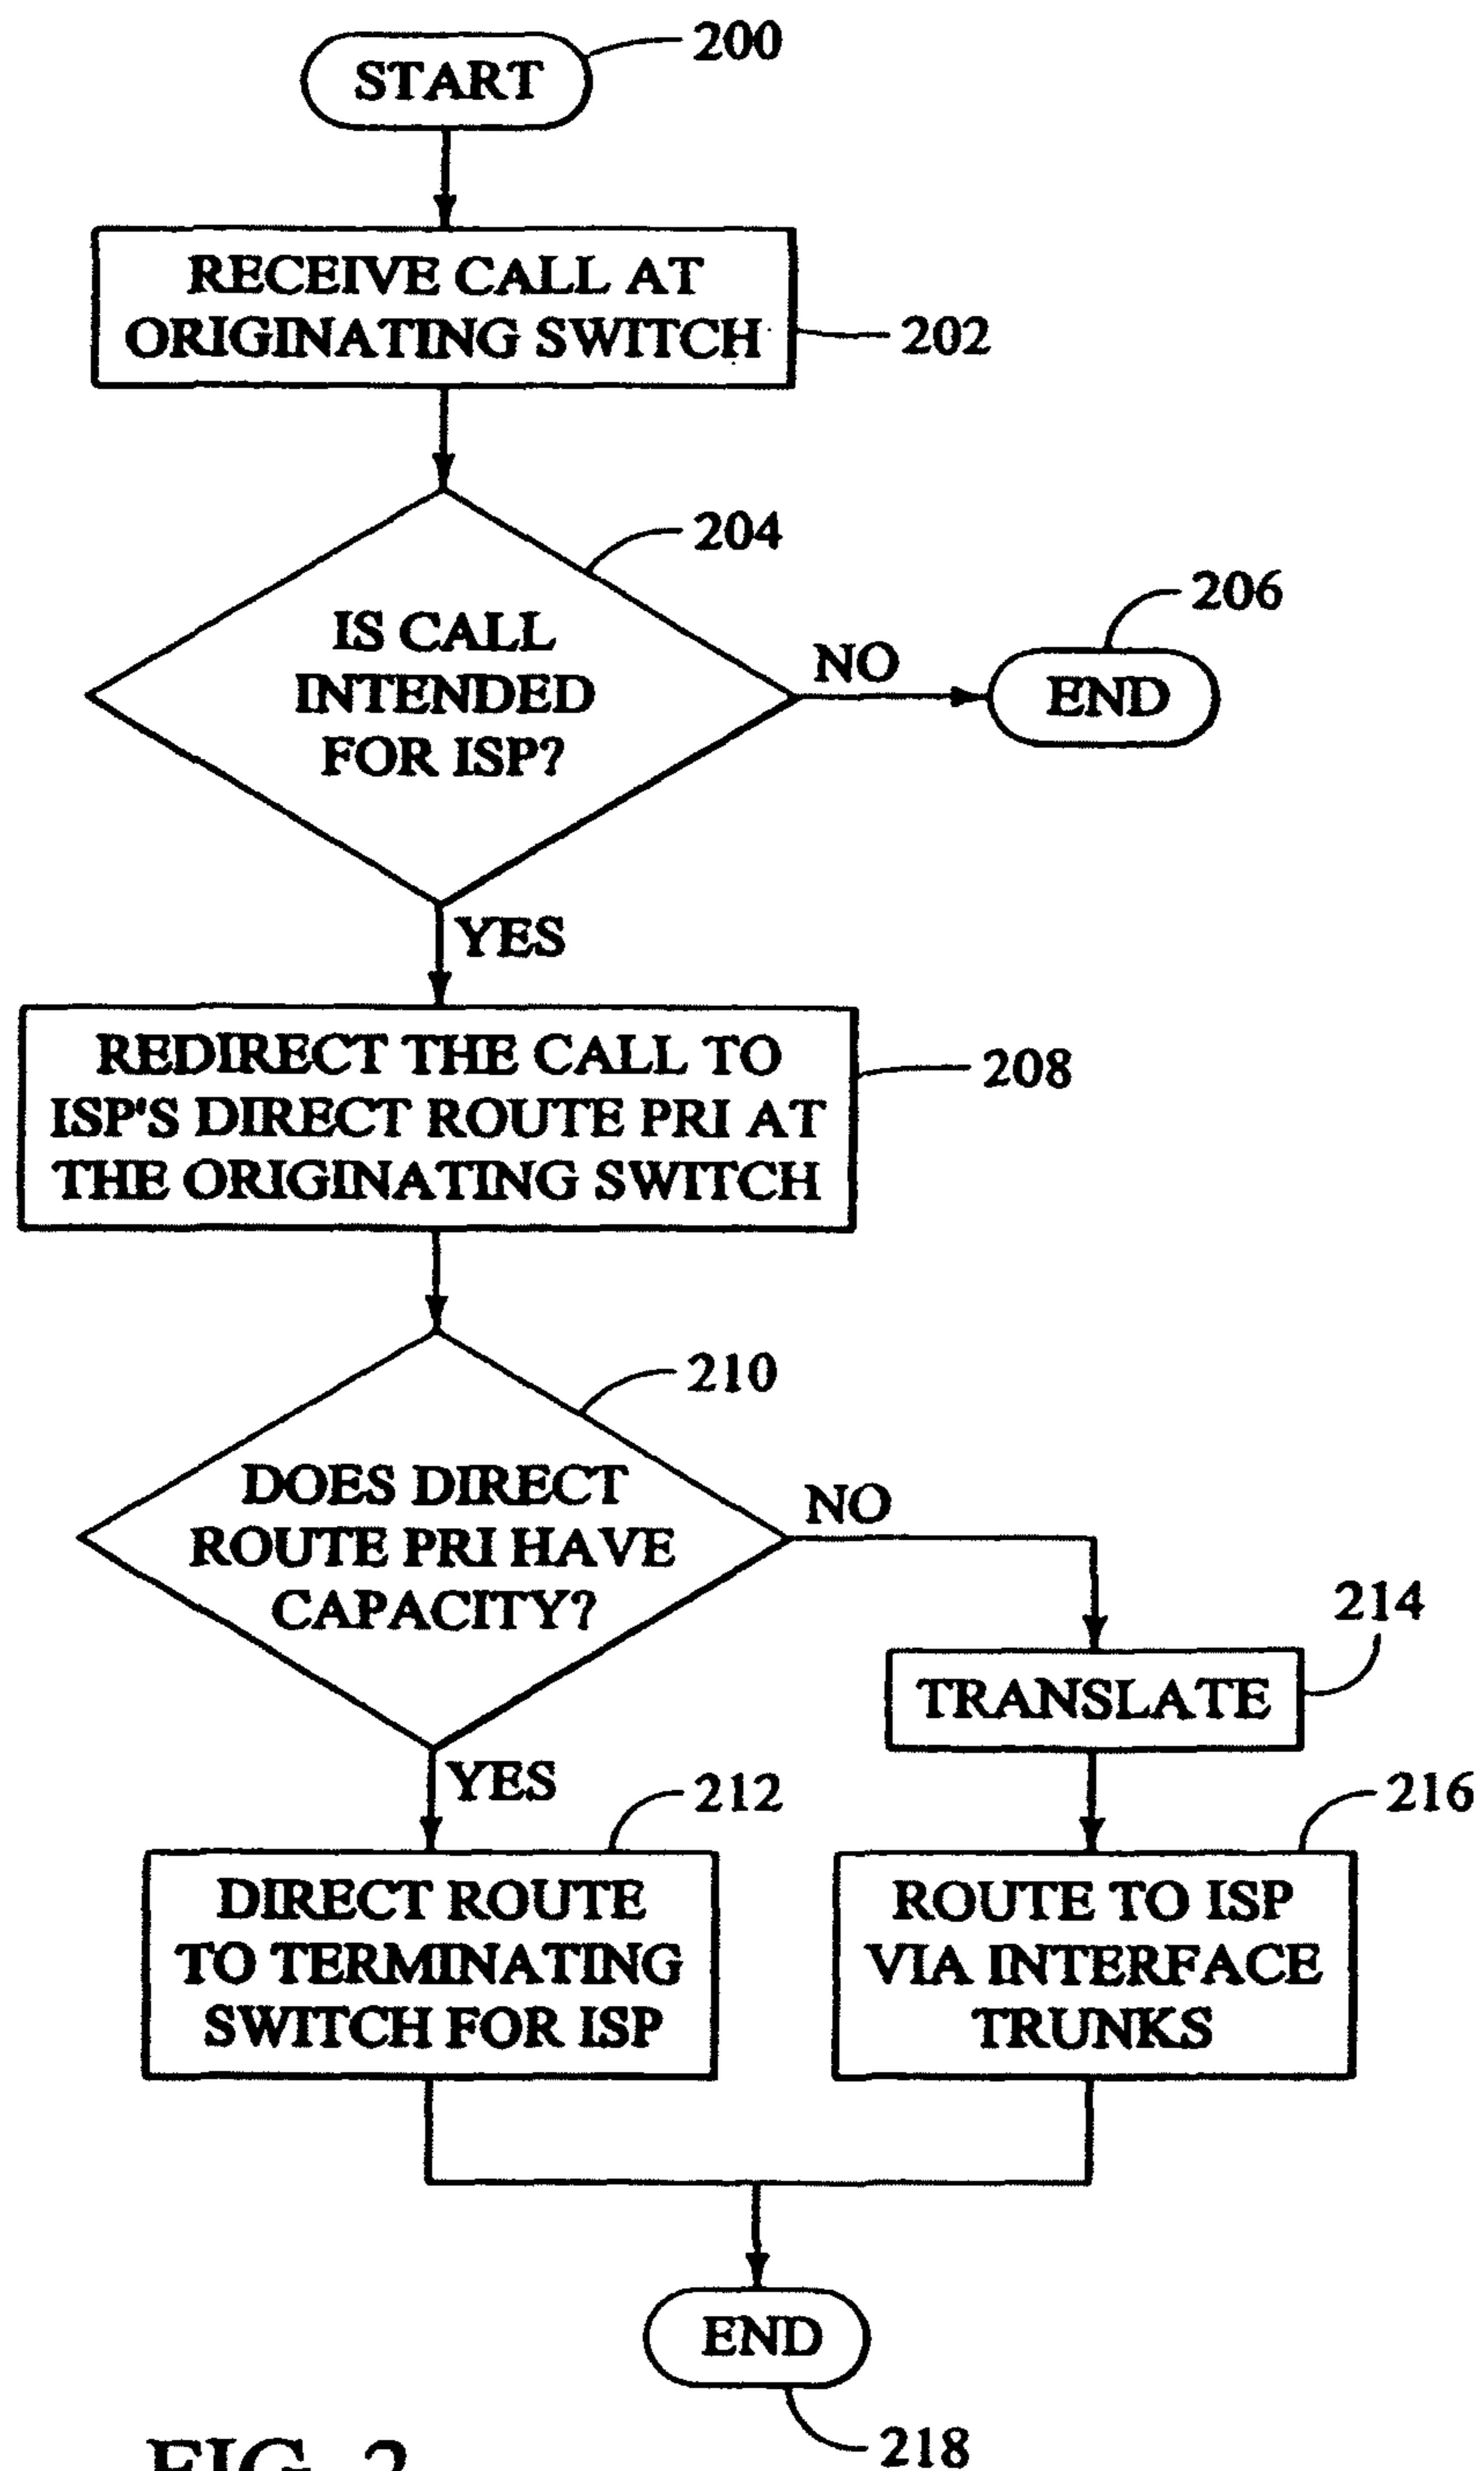 START
200
RECEIVE CALL AT
ORIGINATING SWITCH
202
204
IS CALL
INTENDED
FOR ISP?
NO
206
END
YES
REDIRECT THE CALL TO
ISP'S DIRECT ROUTE PRI AT
THE ORIGINATING SWITCH
208
210
DOES DIRECT
ROUTE PRI HAVE
CAPACITY?
NO
214
TRANSLATE
YES
212
DIRECT ROUTE
TO TERMINATING
SWITCH FOR ISP
216
ROUTE TO ISP
VIA INTERFACE
TRUNKS
END
218
FIG. 2